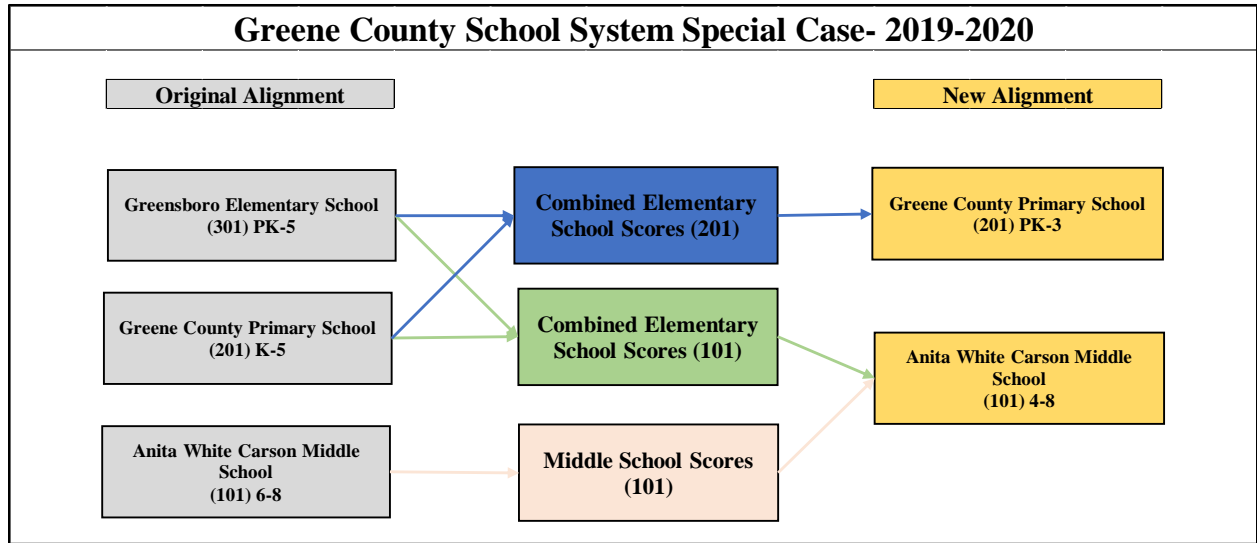 Greene County School System Special Case- 2019-2020
Original Alignment
New Alignment
Greensboro Elementary School
(301) PK-5
Combined Elementary
School Scores (201)
Greene County Primary School
(201) PK-3
Greene County Primary School
(201) K-5
Combined Elementary
School Scores (101)
Anita White Carson Middle
School
(101) 4-8
Anita White Carson Middle
School
(101) 6-8
Middle School Scores
(101)